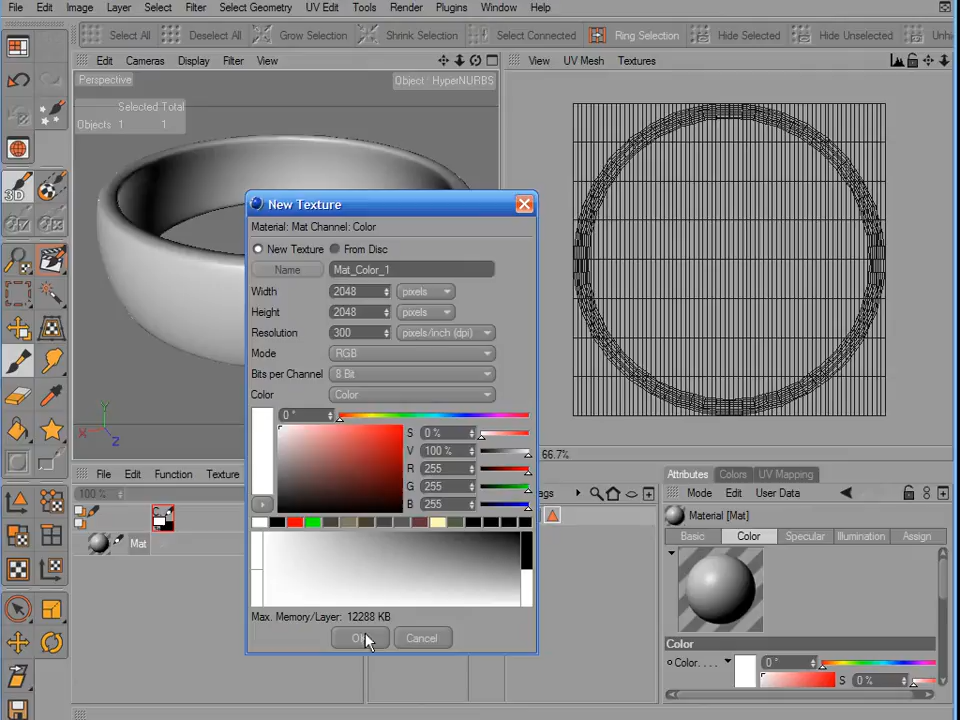 File Edit Image Layer Select Filter Select Geometry UV Edit Tools Render Plugins Window Help
Select All Deselect All Grow Selection Shrink Selection Select Connected Ring Selection Hide Selected Hide Unselected
Edit Cameras Display Filter View
View UV Mesh Textures
Perspective
Object : HyperNURBS
Selected Total
Objects 1 1
3D
New Texture
Material: Mat Channel: Color
New Texture From Disc
Name Mat_Color_1
Width 2048 pixels
Height 2048 pixels
Resolution 300 pixels/inch (dpi)
Mode RGB
Bits per Channel 8 Bit
Color Color
0 °
S 0 %
V 100 %
R 255
G 255
B 255
Max. Memory/Layer: 12288 KB
Cancel
X Y Z
66.7%
File Edit Function Texture
100 %
Mat
Attributes Colors UV Mapping
Mode Edit User Data
Material [Mat]
Basic Color Specular Illumination Assign
Color
Color. . . . 0 °
S 0 %